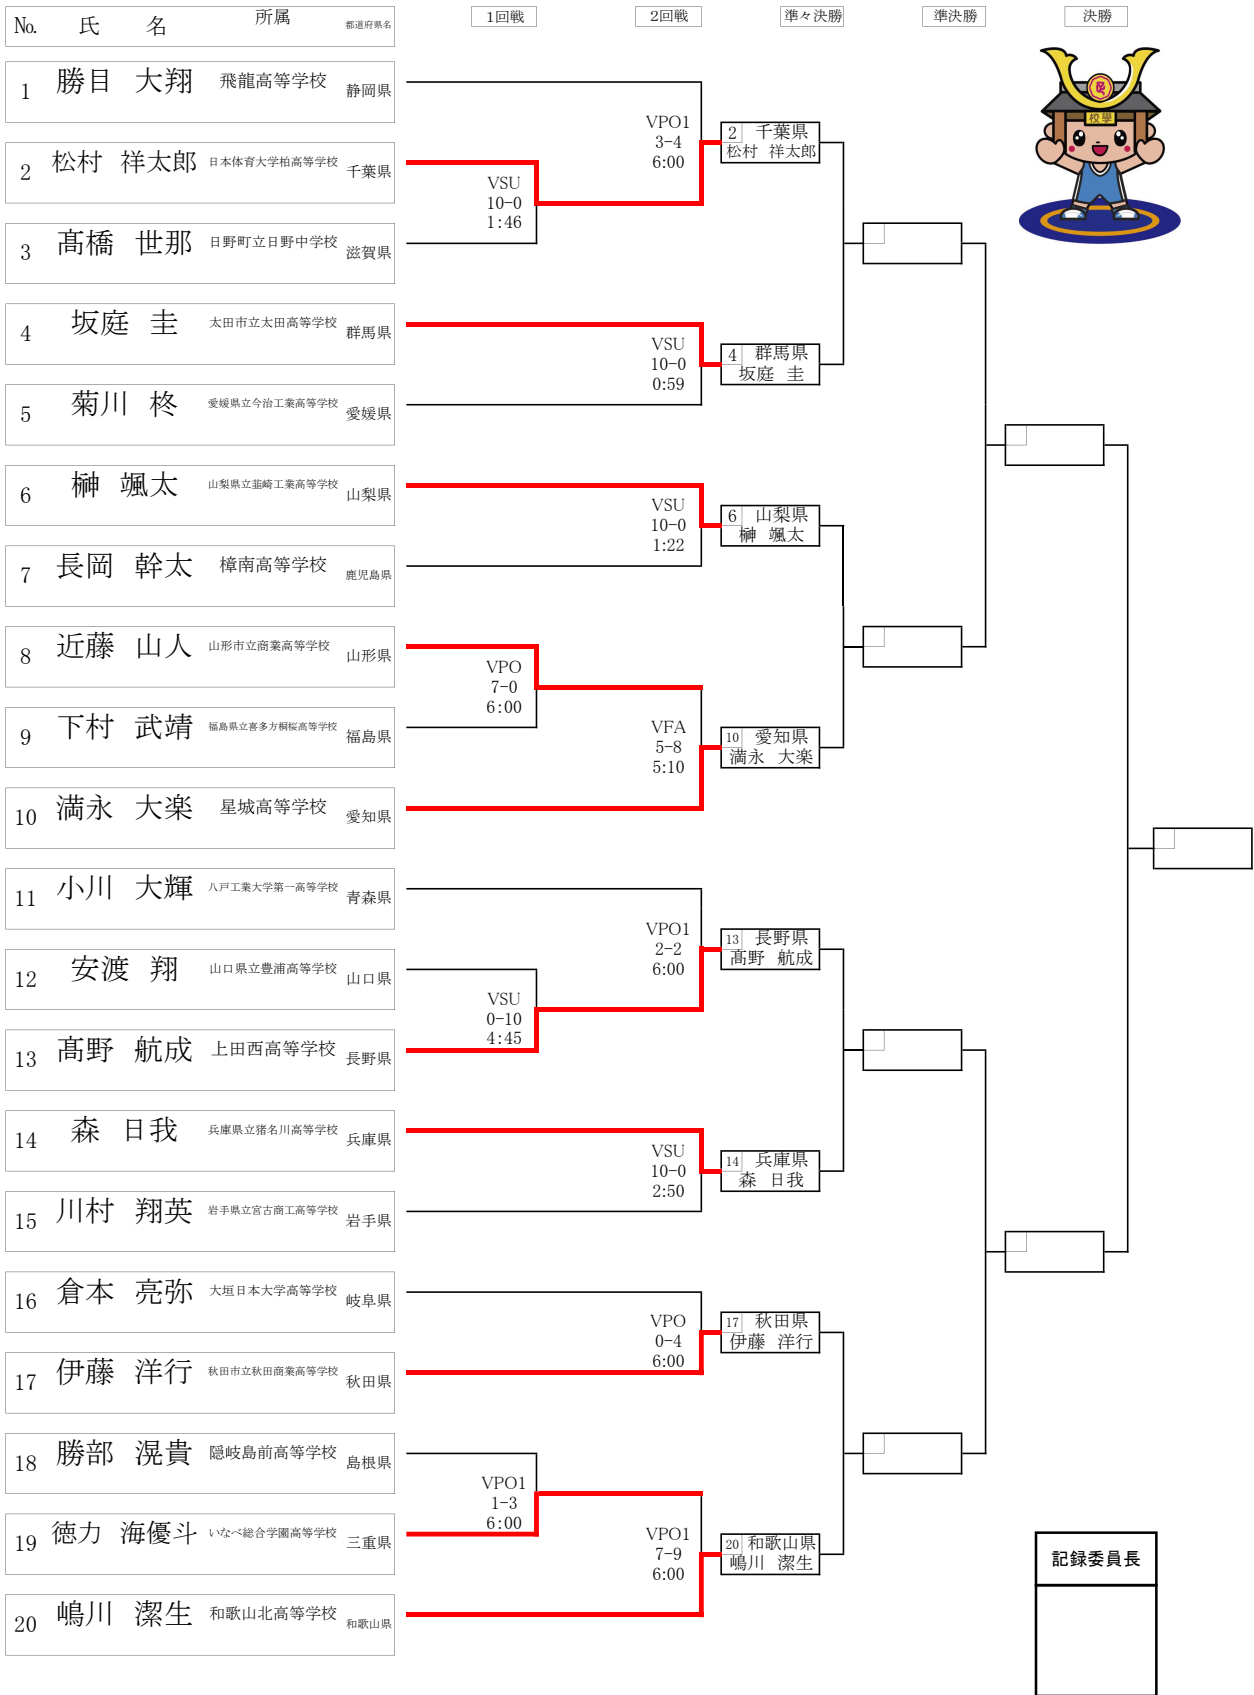 No. 氏 名 所属 都道府県名 1回戦 2回戦 準々決勝 準決勝 決勝
校學
1 勝目 大翔 飛龍高等学校 静岡県
2 松村 祥太郎 日本体育大学柏高等学校 千葉県
3 髙橋 世那 日野町立日野中学校 滋賀県
4 坂庭 圭 太田市立太田高等学校 群馬県
5 菊川 柊 愛媛県立今治工業高等学校 愛媛県
6 榊 颯太 山梨県立韮崎工業高等学校 山梨県
7 長岡 幹太 樟南高等学校 鹿児島県
8 近藤 山人 山形市立商業高等学校 山形県
9 下村 武靖 福島県立喜多方桐桜高等学校 福島県
10 満永 大楽 星城高等学校 愛知県
11 小川 大輝 八戸工業大学第一高等学校 青森県
12 安渡 翔 山口県立豊浦高等学校 山口県
13 髙野 航成 上田西高等学校 長野県
14 森 日我 兵庫県立猪名川高等学校 兵庫県
15 川村 翔英 岩手県立宮古商工高等学校 岩手県
16 倉本 亮弥 大垣日本大学高等学校 岐阜県
17 伊藤 洋行 秋田市立秋田商業高等学校 秋田県
18 勝部 滉貴 隠岐島前高等学校 島根県
19 徳力 海優斗 いなべ総合学園高等学校 三重県
20 嶋川 潔生 和歌山北高等学校 和歌山県
VSU
10-0
1:46
VPO
7-0
6:00
VSU
0-10
4:45
VPO1
1-3
6:00
VPO1
3-4
6:00
VSU
10-0
0:59
VSU
10-0
1:22
VFA
5-8
5:10
VPO1
2-2
6:00
VSU
10-0
2:50
VPO
0-4
6:00
VPO1
7-9
6:00
2 千葉県
松村 祥太郎
4 群馬県
坂庭 圭
6 山梨県
榊 颯太
10 愛知県
満永 大楽
13 長野県
髙野 航成
14 兵庫県
森 日我
17 秋田県
伊藤 洋行
20 和歌山県
嶋川 潔生
記録委員長